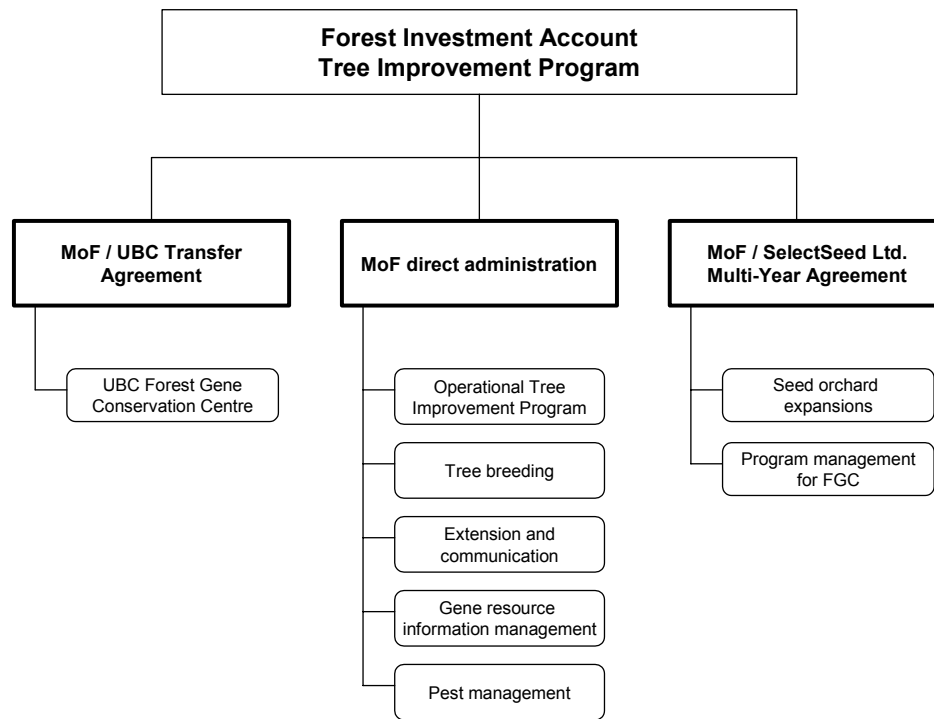 Forest Investment Account
Tree Improvement Program
MoF / UBC Transfer
Agreement
MoF direct administration
MoF / SelectSeed Ltd.
Multi-Year Agreement
UBC Forest Gene
Conservation Centre
Operational Tree
Improvement Program
Tree breeding
Extension and
communication
Gene resource
information management
Pest management
Seed orchard
expansions
Program management
for FGC